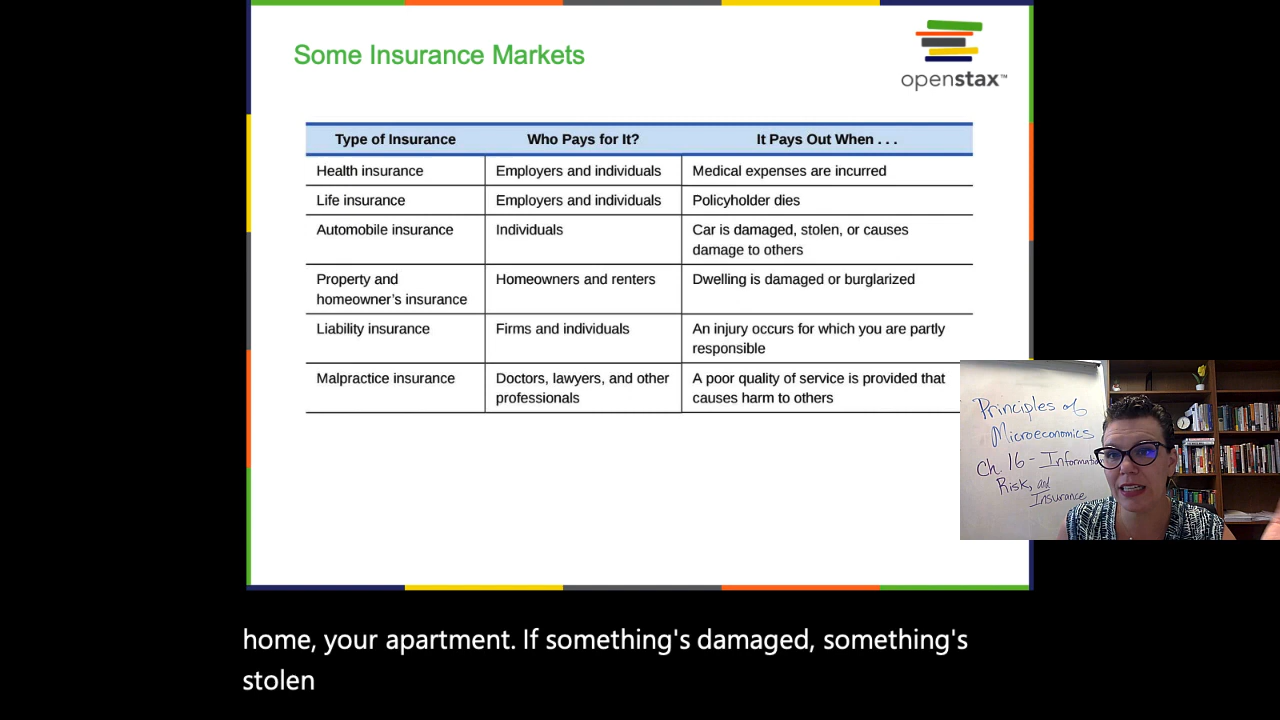 Some Insurance Markets
openstax™
Type of Insurance Who Pays for It? It Pays Out When . . .
Health insurance Employers and individuals Medical expenses are incurred
Life insurance Employers and individuals Policyholder dies
Automobile insurance Individuals Car is damaged, stolen, or causes
damage to others
Property and Homeowners and renters Dwelling is damaged or burglarized
homeowner's insurance
Liability insurance Firms and individuals An injury occurs for which you are partly
responsible
Malpractice insurance Doctors, lawyers, and other A poor quality of service is provided that
professionals causes harm to others
Principles of
Microeconomics
Ch. 16 - Information
Risk, and
Insurance
home, your apartment. If something's damaged, something's
stolen